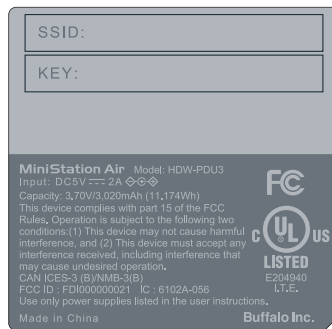 SSID:
KEY:
MiniStation Air Model: HDW-PDU3
Input: DC5V ⎓ 2A
Capacity: 3,70V/3,020mAh (11,174Wh)
This device complies with part 15 of the FCC
Rules, Operation is subject to the following two
conditions:(1) This device may not cause harmful
interference, and (2) This device must accept any
interference received, including interference that
may cause undesired operation.
CAN ICES-3 (B)/NMB-3(B)
FCC ID : FDI000000021 IC : 6102A-056
Use only power supplies listed in the user instructions.
Made in China
FC
C UL US
LISTED
E204940
I.T.E.
Buffalo Inc.